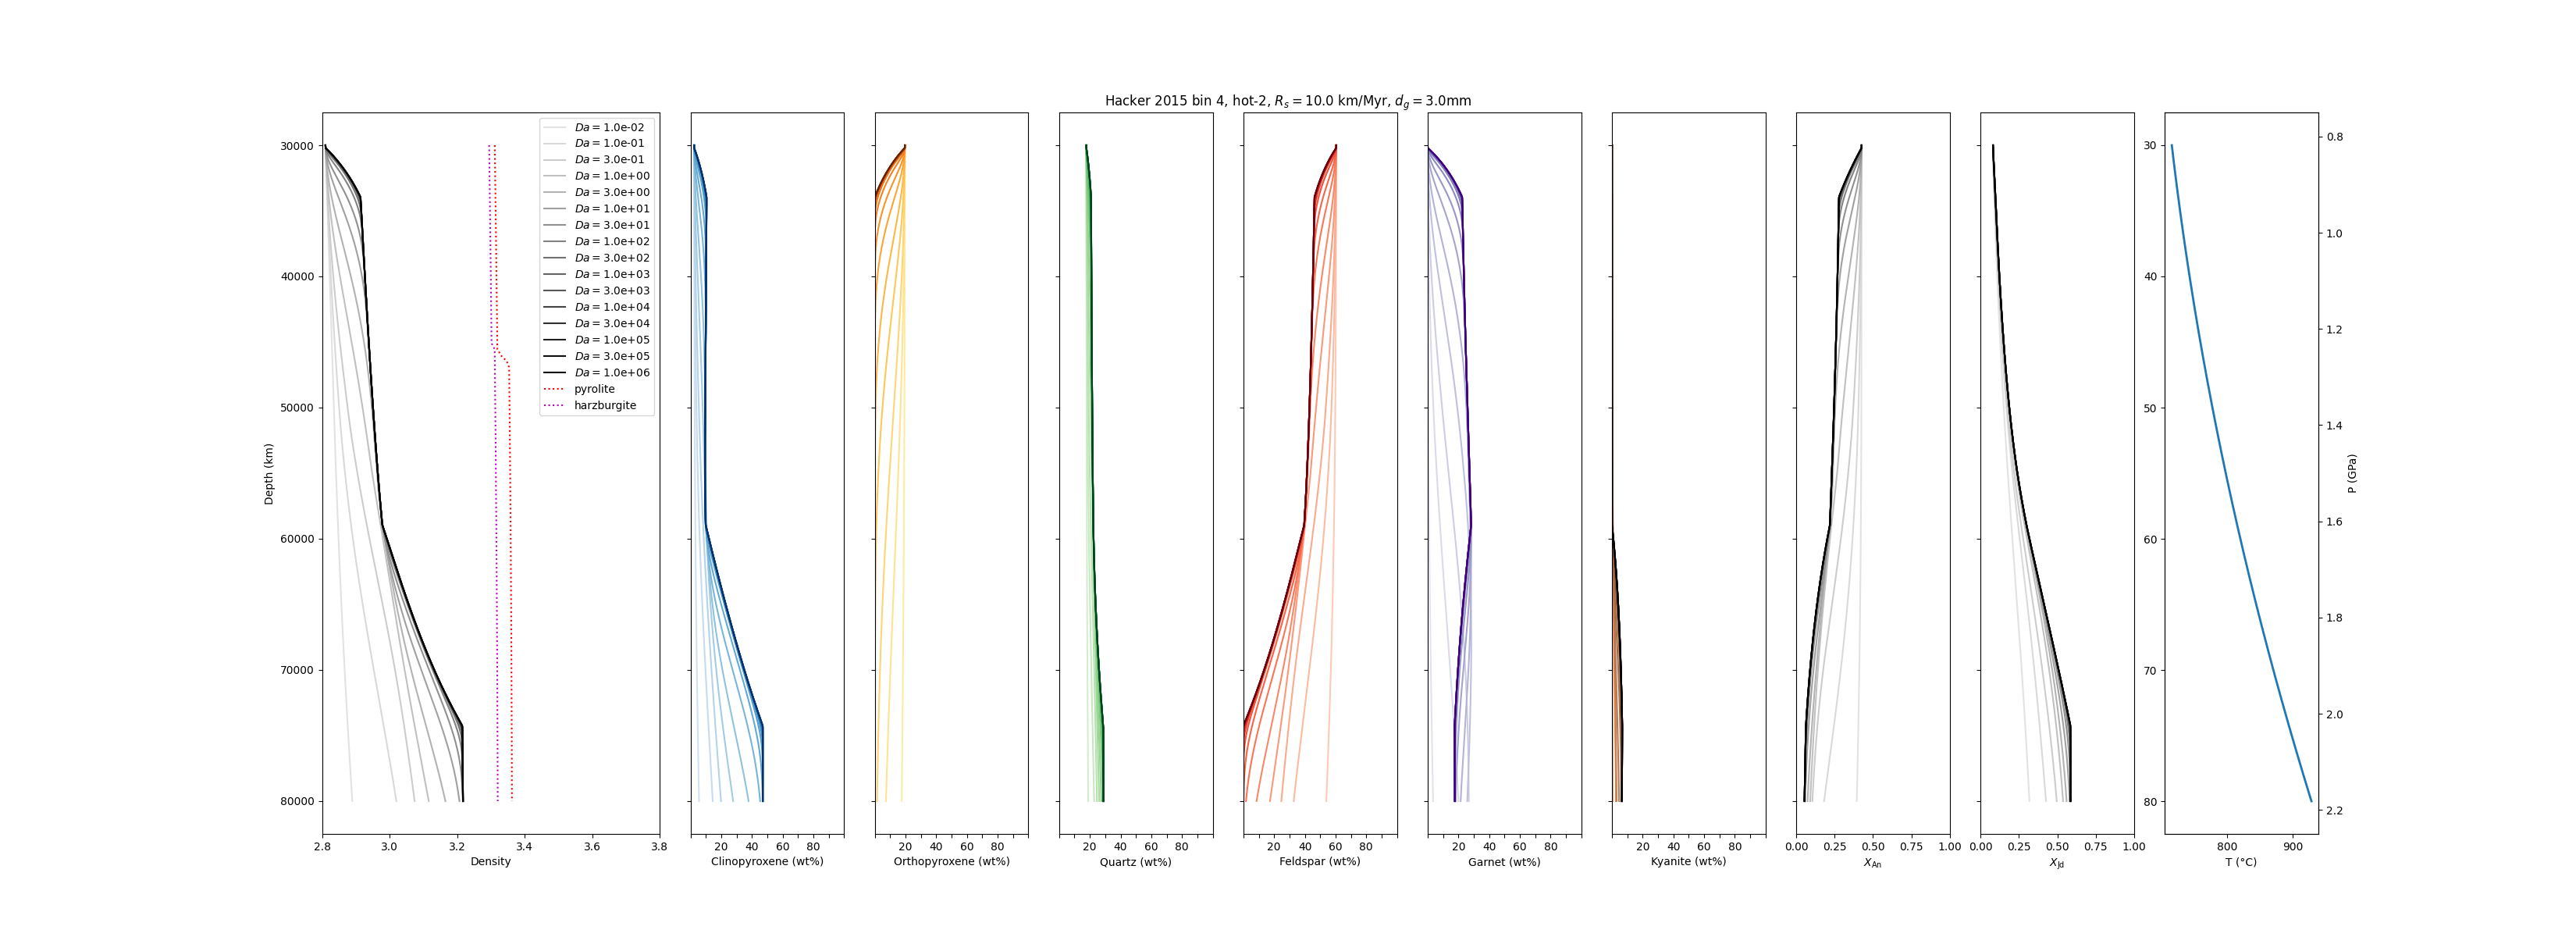 Hacker 2015 bin 4, hot-2, R_s = 10.0 km/Myr, d_g = 3.0mm
Da = 1.0e-02
Da = 1.0e-01
Da = 3.0e-01
Da = 1.0e+00
Da = 3.0e+00
Da = 1.0e+01
Da = 3.0e+01
Da = 1.0e+02
Da = 3.0e+02
Da = 1.0e+03
Da = 3.0e+03
Da = 1.0e+04
Da = 3.0e+04
Da = 1.0e+05
Da = 3.0e+05
Da = 1.0e+06
pyrolite
harzburgite
Depth (km)
30000
40000
50000
60000
70000
80000
2.8 3.0 3.2 3.4 3.6 3.8
Density
20 40 60 80
Clinopyroxene (wt%)
20 40 60 80
Orthopyroxene (wt%)
20 40 60 80
Quartz (wt%)
20 40 60 80
Feldspar (wt%)
20 40 60 80
Garnet (wt%)
20 40 60 80
Kyanite (wt%)
0.00 0.25 0.50 0.75 1.00
X_An
0.00 0.25 0.50 0.75 1.00
X_Jd
30
40
50
60
70
80
800 900
T (°C)
0.8
1.0
1.2
1.4
1.6
1.8
2.0
2.2
P (GPa)